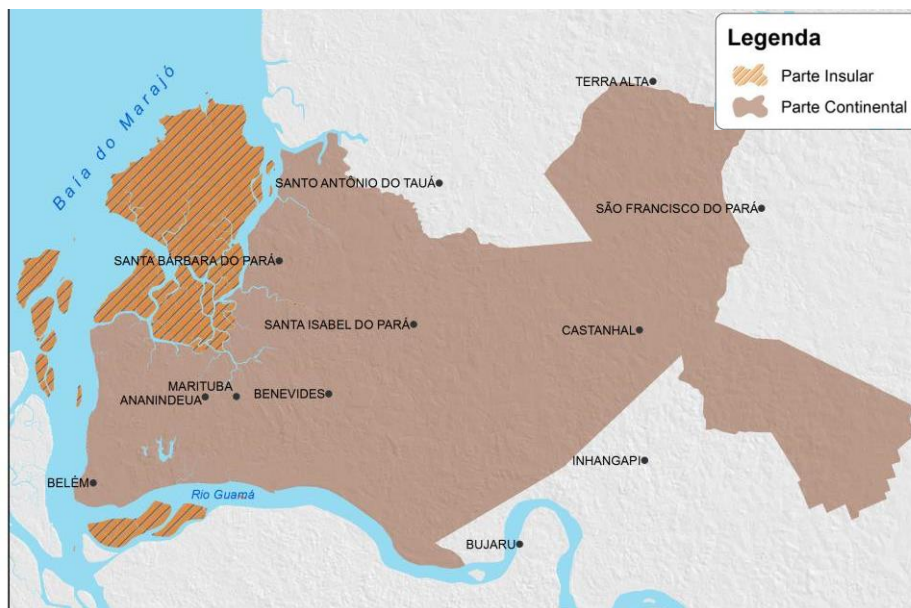 Legenda
Parte Insular
Parte Continental
Baía do Marajó
TERRA ALTA
SANTO ANTÔNIO DO TAUÁ
SÃO FRANCISCO DO PARÁ
SANTA BÁRBARA DO PARÁ
SANTA ISABEL DO PARÁ
CASTANHAL
MARITUBA
ANANINDEUA
BENEVIDES
INHANGAPI
BELÉM
Rio Guamá
BUJARU